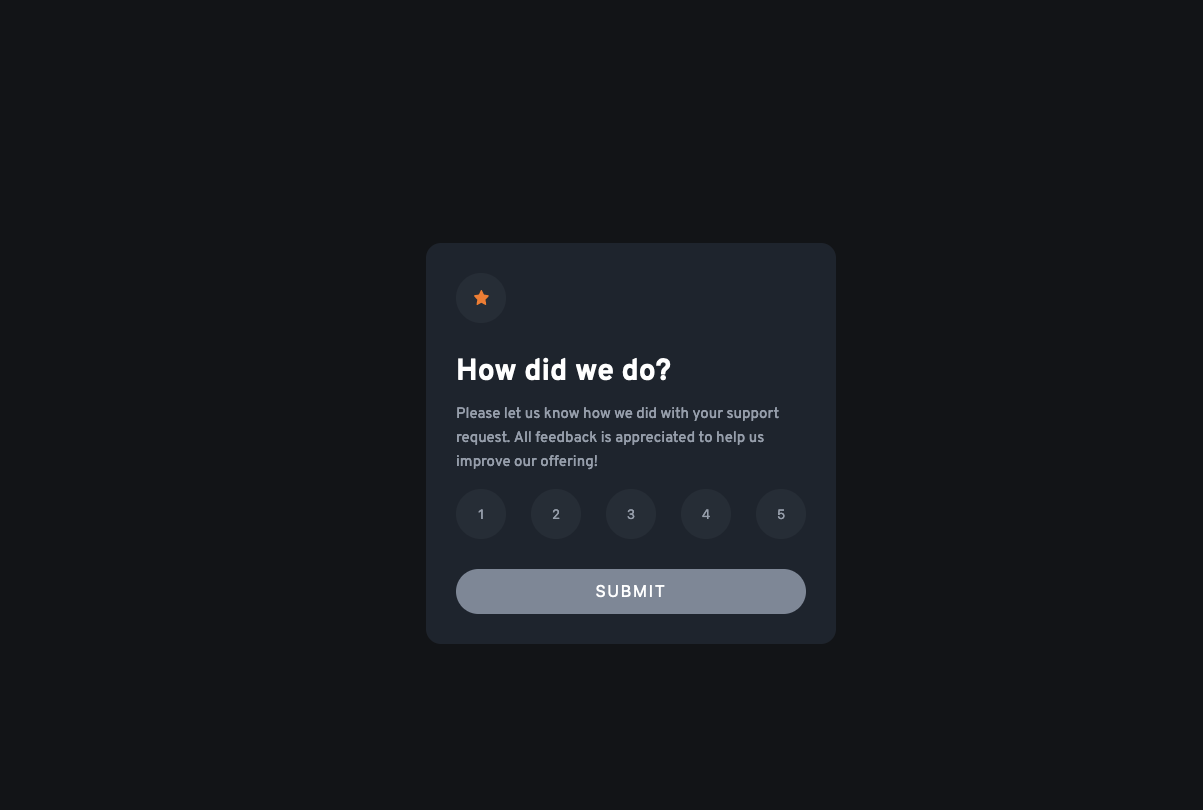 How did we do?
Please let us know how we did with your support
request. All feedback is appreciated to help us
improve our offering!
1 2 3 4 5
SUBMIT